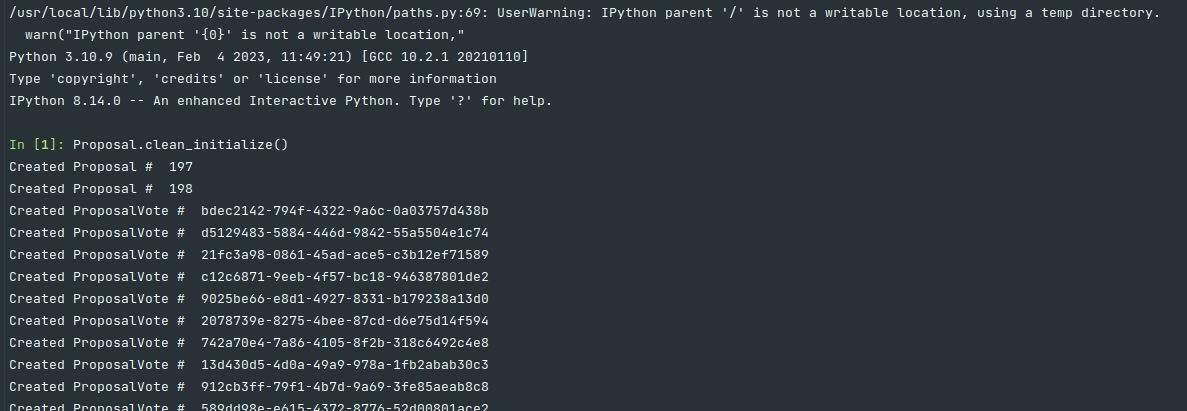 /usr/local/lib/python3.10/site-packages/IPython/paths.py:69: UserWarning: IPython parent '/' is not a writable location, using a temp directory.
  warn("IPython parent '{0}' is not a writable location,"
Python 3.10.9 (main, Feb  4 2023, 11:49:21) [GCC 10.2.1 20210110]
Type 'copyright', 'credits' or 'license' for more information
IPython 8.14.0 -- An enhanced Interactive Python. Type '?' for help.
In [1]: Proposal.clean_initialize()
Created Proposal #  197
Created Proposal #  198
Created ProposalVote #  bdec2142-794f-4322-9a6c-0a03757d438b
Created ProposalVote #  d5129483-5884-446d-9842-55a5504e1c74
Created ProposalVote #  21fc3a98-0861-45ad-ace5-c3b12ef71589
Created ProposalVote #  c12c6871-9eeb-4f57-bc18-946387801de2
Created ProposalVote #  9025be66-e8d1-4927-8331-b179238a13d0
Created ProposalVote #  2078739e-8275-4bee-87cd-d6e75d14f594
Created ProposalVote #  742a70e4-7a86-4105-8f2b-318c6492c4e8
Created ProposalVote #  13d430d5-4d0a-49a9-978a-1fb2abab30c3
Created ProposalVote #  912cb3ff-79f1-4b7d-9a69-3fe85aeab8c8
Created ProposalVote #  589dd98e-e615-4372-8776-52d00801ace2